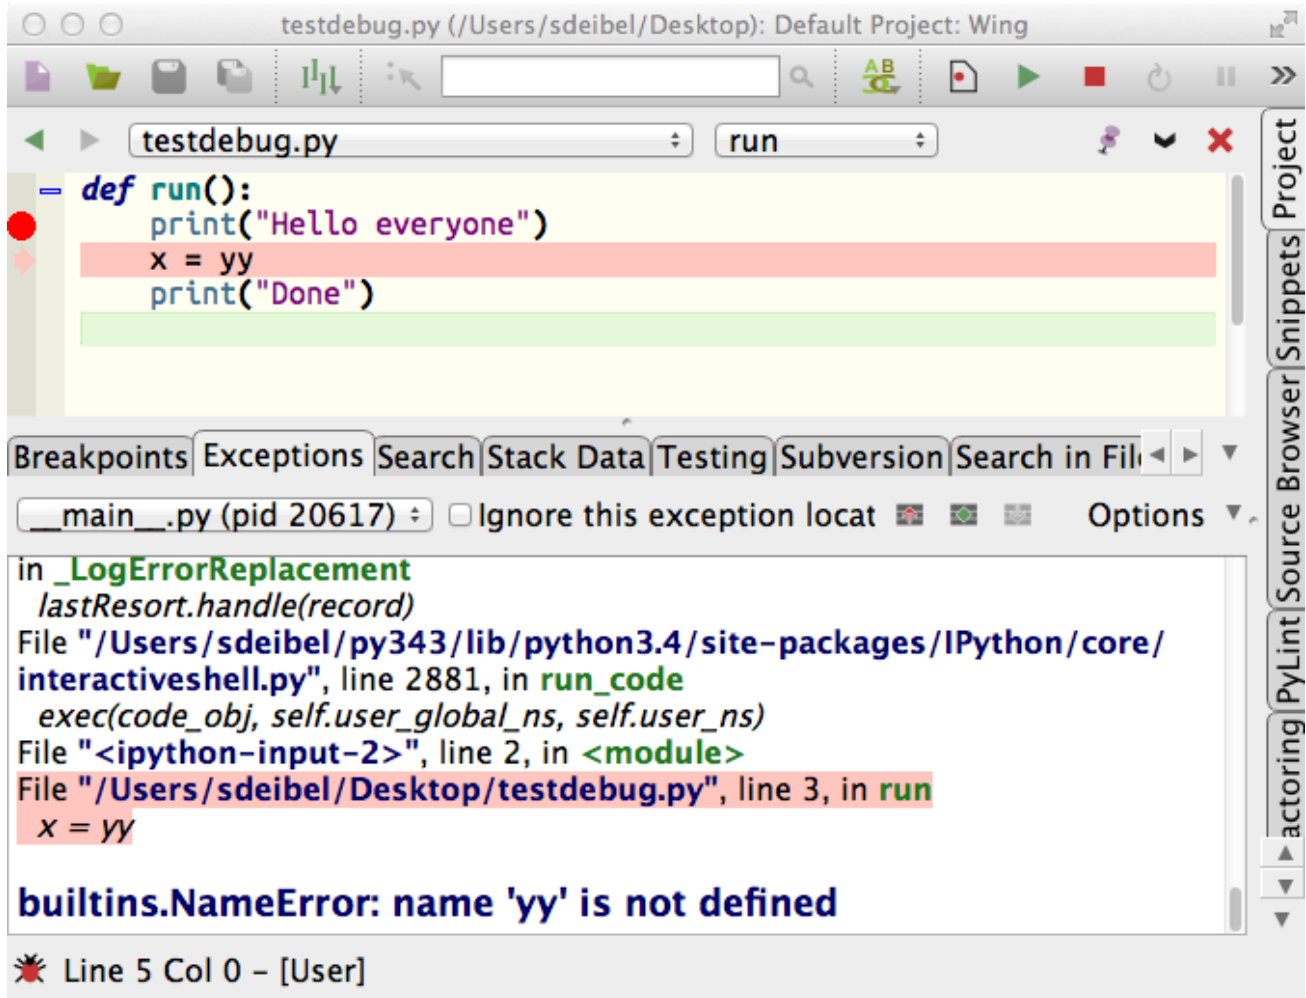 testdebug.py (/Users/sdeibel/Desktop): Default Project: Wing
AB
testdebug.py
run
def run():
print("Hello everyone")
x = yy
print("Done")
Breakpoints Exceptions Search Stack Data Testing Subversion Search in File
__main__.py (pid 20617)
Ignore this exception locat
Options
in _LogErrorReplacement
lastResort.handle(record)
File "/Users/sdeibel/py343/lib/python3.4/site-packages/IPython/core/
interactiveshell.py", line 2881, in run_code
exec(code_obj, self.user_global_ns, self.user_ns)
File "<ipython-input-2>", line 2, in <module>
File "/Users/sdeibel/Desktop/testdebug.py", line 3, in run
x = yy
builtins.NameError: name 'yy' is not defined
Line 5 Col 0 – [User]
Project
Snippets
Source Browser
PyLint
actoring